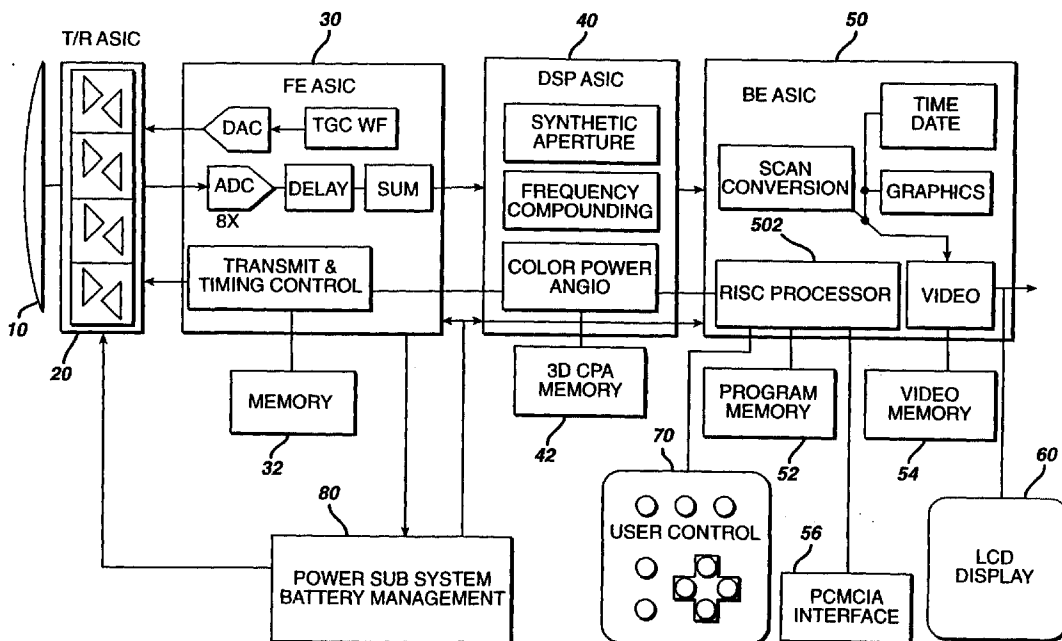 T/R ASIC
10
20
30
FE ASIC
DAC
TGC WF
ADC
8X
DELAY
SUM
TRANSMIT &
TIMING CONTROL
MEMORY
32
40
DSP ASIC
SYNTHETIC
APERTURE
FREQUENCY
COMPOUNDING
COLOR POWER
ANGIO
3D CPA
MEMORY
42
50
BE ASIC
TIME
DATE
SCAN
CONVERSION
GRAPHICS
502
RISC PROCESSOR
VIDEO
PROGRAM
MEMORY
52
VIDEO
MEMORY
54
70
USER CONTROL
56
PCMCIA
INTERFACE
60
LCD
DISPLAY
80
POWER SUB SYSTEM
BATTERY MANAGEMENT